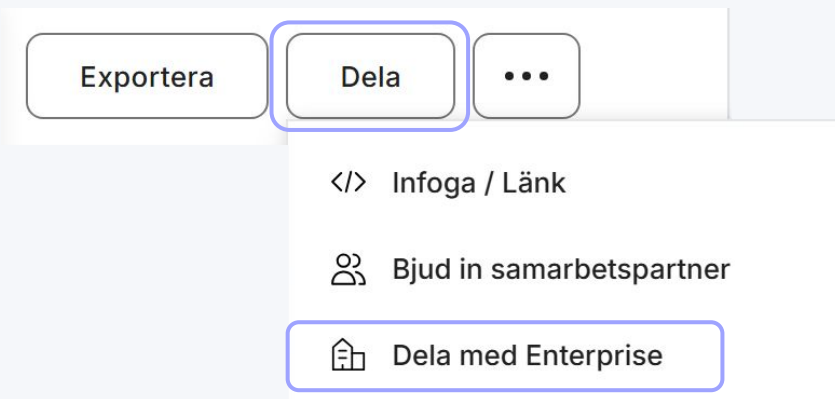 Exportera Dela •••
</> Infoga / Länk
Bjud in samarbetspartner
Dela med Enterprise